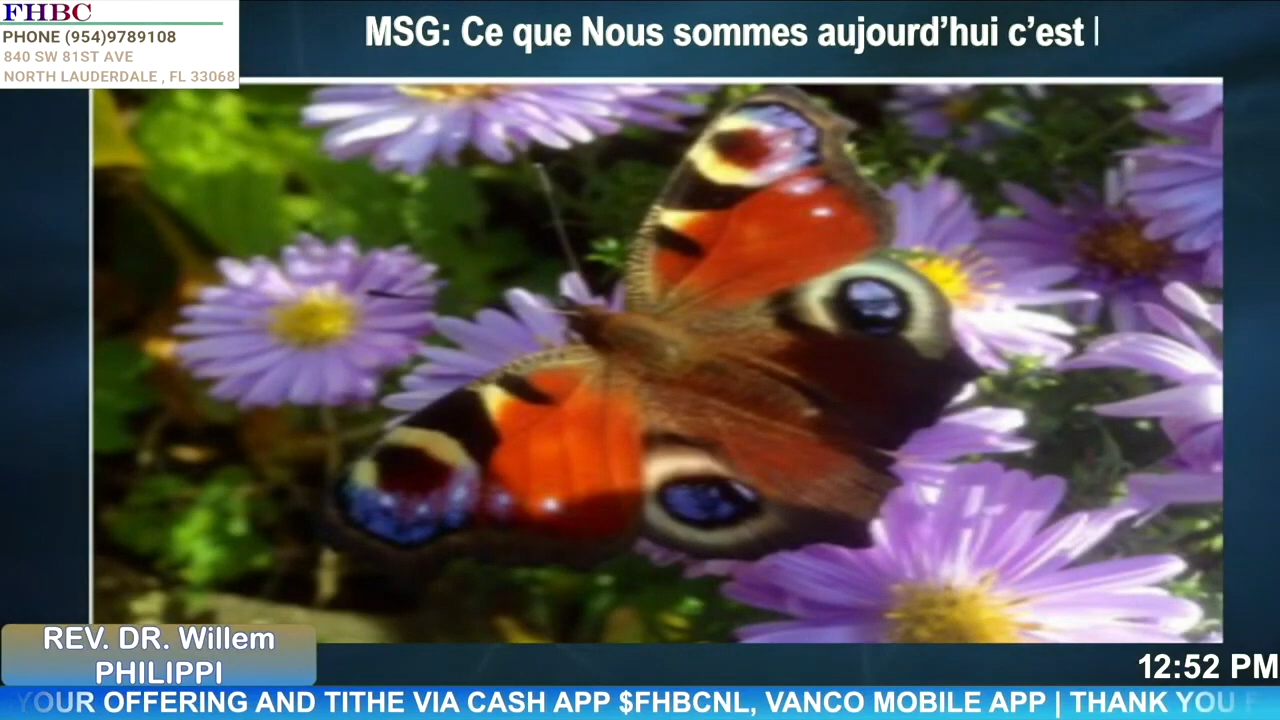 FHBC
PHONE (954)9789108
840 SW 81ST AVE
NORTH LAUDERDALE , FL 33068
MSG: Ce que Nous sommes aujourd’hui c’est
REV. DR. Willem
PHILIPPI
12:52 PM
YOUR OFFERING AND TITHE VIA CASH APP $FHBCNL, VANCO MOBILE APP | THANK YOU